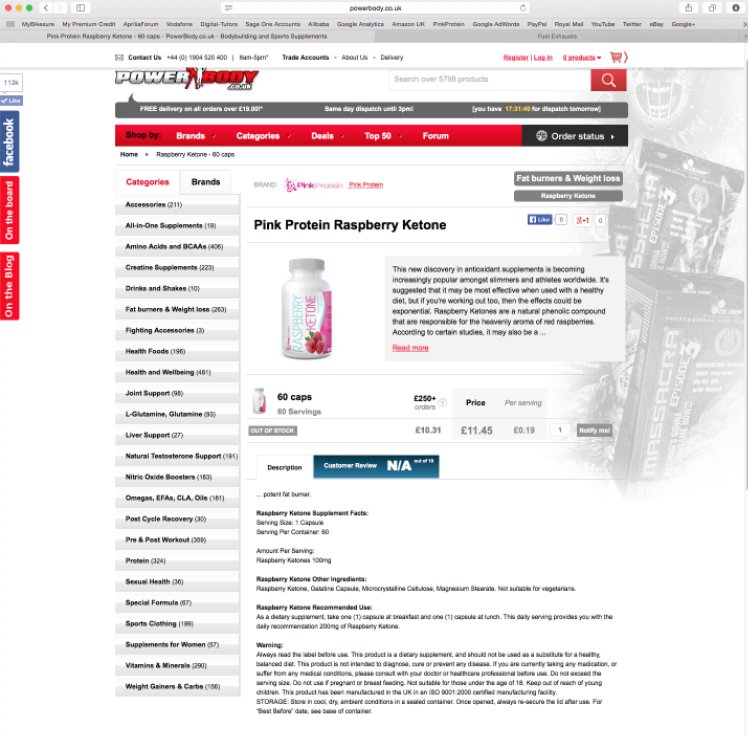 powerbody.co.uk
MyBikesure My Premium Credit ApriliaForum Vodafone Digital-Tutors Sage One Accounts Alibaba Google Analytics Amazon UK PinkProtein Google AdWords PayPal Royal Mail YouTube Twitter eBay Google+
Pink Protein Raspberry Ketone - 60 caps - PowerBody.co.uk - Bodybuilding and Sports Supplements Fuel Exhausts
Contact Us +44 (0) 1904 520 400 | 8am-5pm* Trade Accounts • About Us • Delivery Register | Log In 0 products
113k
Like
POWER BODY
.co.uk
Search over 5798 products
FREE delivery on all orders over £19.00!* Same day dispatch until 3pm! [you have 17:31:40 for dispatch tomorrow]
facebook
On the board
On the Blog
Shop by: Brands Categories Deals Top 50 Forum Order status
Home ▸ Raspberry Ketone - 60 caps
Categories Brands
Accessories (211)
All-in-One Supplements (19)
Amino Acids and BCAAs (406)
Creatine Supplements (223)
Drinks and Shakes (10)
Fat burners & Weight loss (263)
Fighting Accessories (3)
Health Foods (196)
Health and Wellbeing (481)
Joint Support (98)
L-Glutamine, Glutamine (93)
Liver Support (27)
Natural Testosterone Support (191)
Nitric Oxide Boosters (183)
Omegas, EFAs, CLA, Oils (181)
Post Cycle Recovery (30)
Pre & Post Workout (359)
Protein (324)
Sexual Health (36)
Special Formula (67)
Sports Clothing (199)
Supplements for Women (57)
Vitamins & Minerals (290)
Weight Gainers & Carbs (156)
BRAND: PinkProtein Pink Protein
Fat burners & Weight loss
Raspberry Ketone
Pink Protein Raspberry Ketone
Like 0 g+1 0
RASPBERRY
KETONE
This new discovery in antioxidant supplements is becoming
increasingly popular amongst slimmers and athletes worldwide. It's
suggested that it may be most effective when used with a healthy
diet, but if you're working out too, then the effects could be
exponential. Raspberry Ketones are a natural phenolic compound
that are responsible for the heavenly aroma of red raspberries.
According to certain studies, it may also be a ...
Read more
MASSACRA
EPISODE 3
OLIMP
60 caps
60 Servings
£250+
orders
?
Price Per serving
OUT OF STOCK £10.31 £11.45 £0.19 1 Notify me!
Description Customer Review N/A out of 10
... potent fat burner.
Raspberry Ketone Supplement Facts:
Serving Size: 1 Capsule
Serving Per Container: 60
Amount Per Serving:
Raspberry Ketones 100mg
Raspberry Ketone Other Ingredients:
Raspberry Ketone, Gelatine Capsule, Microcrystalline Cellulose, Magnesium Stearate. Not suitable for vegetarians.
Raspberry Ketone Recommended Use:
As a dietary supplement, take one (1) capsule at breakfast and one (1) capsule at lunch. This daily serving provides you with the
daily recommendation 200mg of Raspberry Ketone.
Warning:
Always read the label before use. This product is a dietary supplement, and should not be used as a substitute for a healthy,
balanced diet. This product is not intended to diagnose, cure or prevent any disease. If you are currently taking any madication, or
suffer from any medical conditions, please consult with your doctor or healthcare professional before use. Do not exceed the
serving size. Do not use if pregnant or breast feeding. Not suitable for those under the age of 18. Keep out of reach of young
children. This product has been manufactured in the UK in an ISO 9001:2000 certified manufacturing facility.
STORAGE: Store in cool, dry, ambient conditions in a sealed container. Once opened, always re-secure the lid after use. For
"Best Before" date, see base of container.